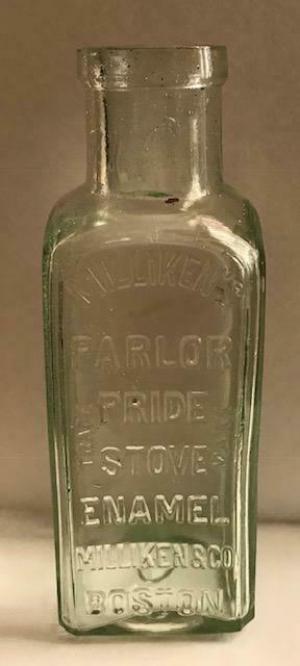 MILLIKEN'S
PARLOR
PRIDE
STOVE
ENAMEL
MILLIKEN & CO
BOSTON